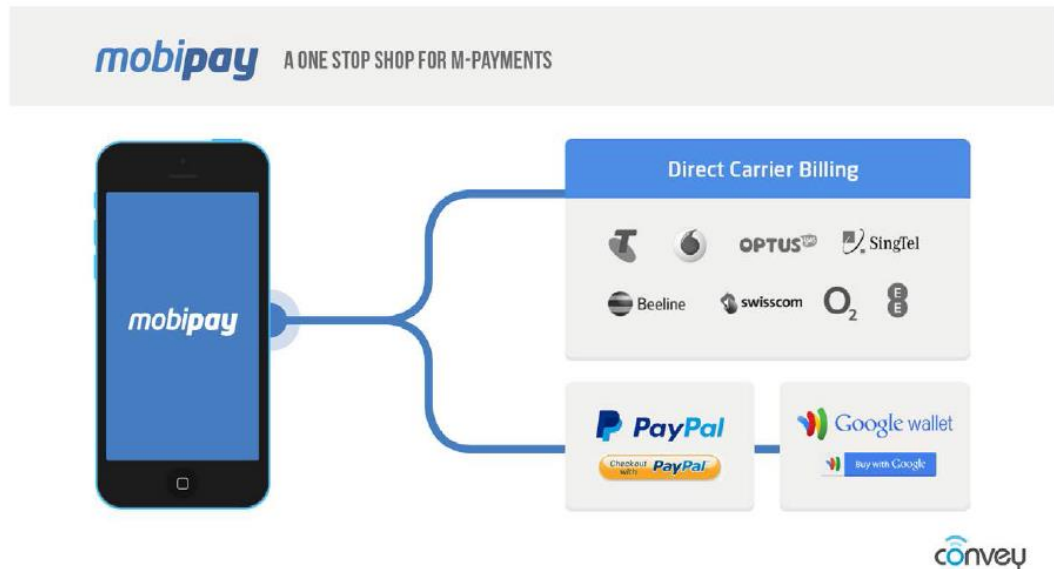 mobipay A ONE STOP SHOP FOR M-PAYMENTS
mobipay
Direct Carrier Billing
OPTUS SingTel
Beeline swisscom O2 EE
PayPal
Checkout with PayPal
Google wallet
Buy with Google
convey